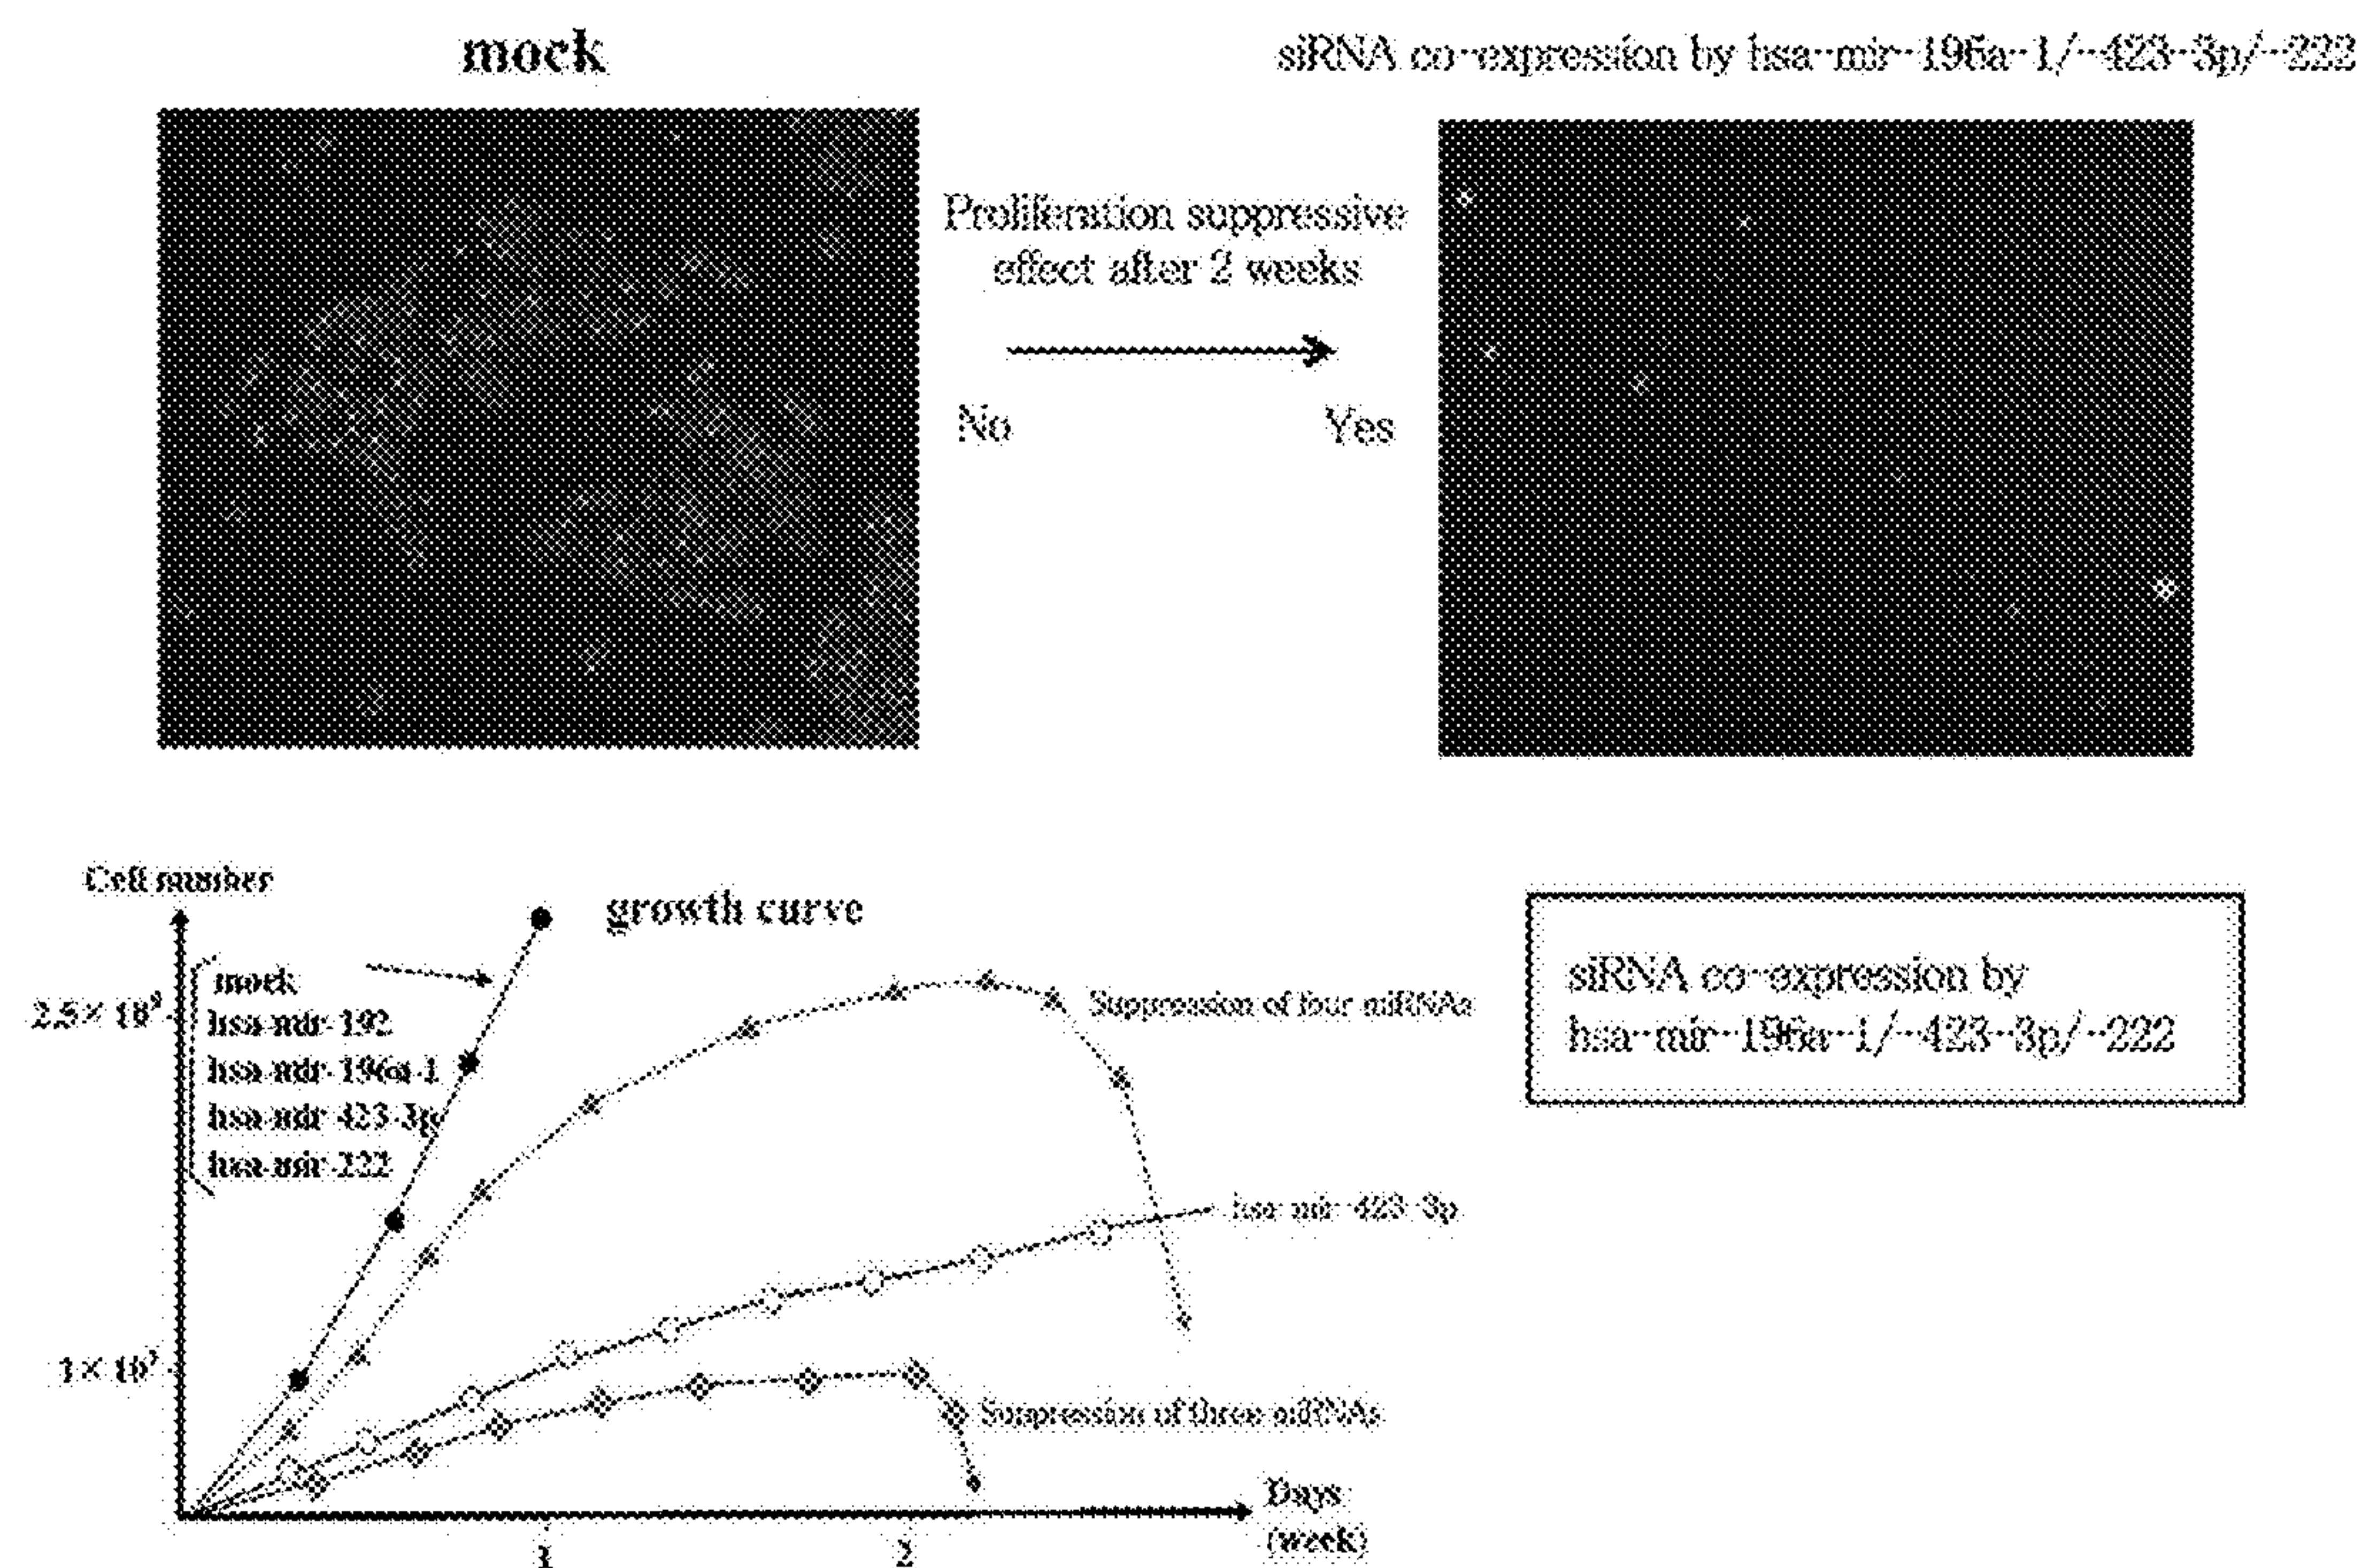 mock
siRNA co-expression by hsa-mir-196a-1/-423-3p/-222
Proliferation suppressive
effect after 2 weeks
No
Yes
Cell number
growth curve
mock
hsa-mir-192
hsa-mir-196a-1
hsa-mir-423-3p
hsa-mir-222
2.5×
1×
Suppression of four miRNAs
hsa-mir-423-3p
Suppression of three miRNAs
siRNA co-expression by
hsa-mir-196a-1/-423-3p/-222
1
2
Days
(week)